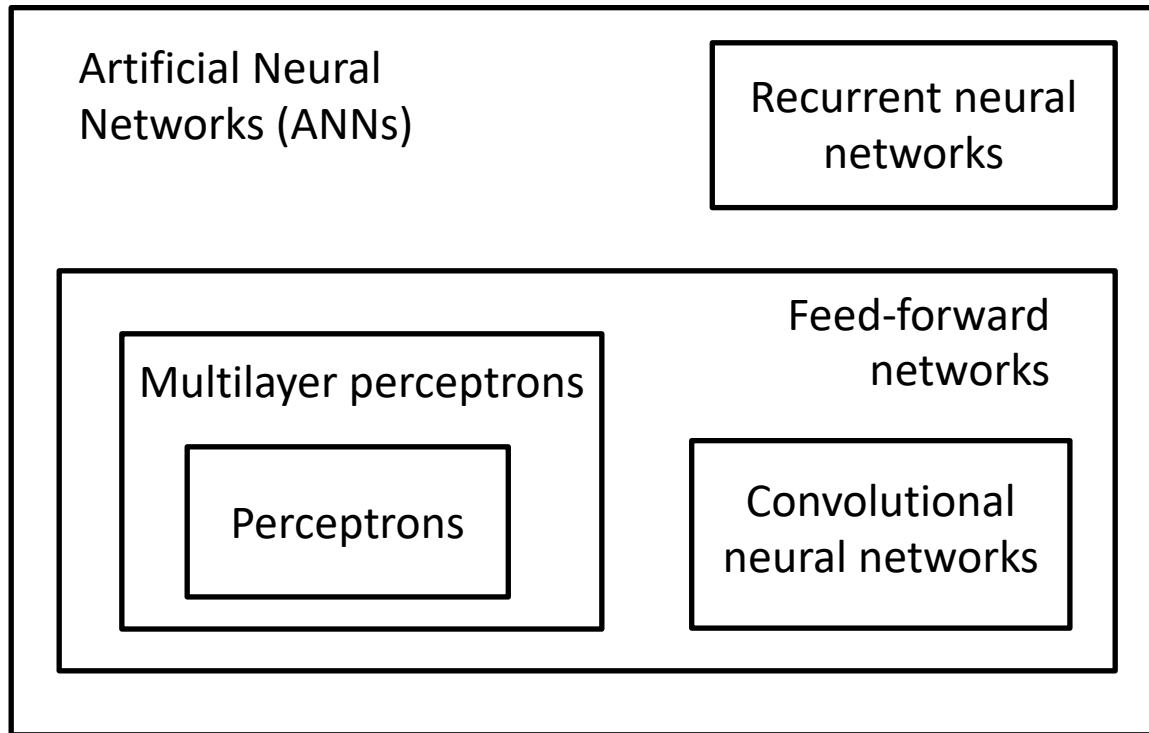 Artificial Neural
Networks (ANNs)
Recurrent neural
networks
Feed-forward
networks
Multilayer perceptrons
Perceptrons
Convolutional
neural networks